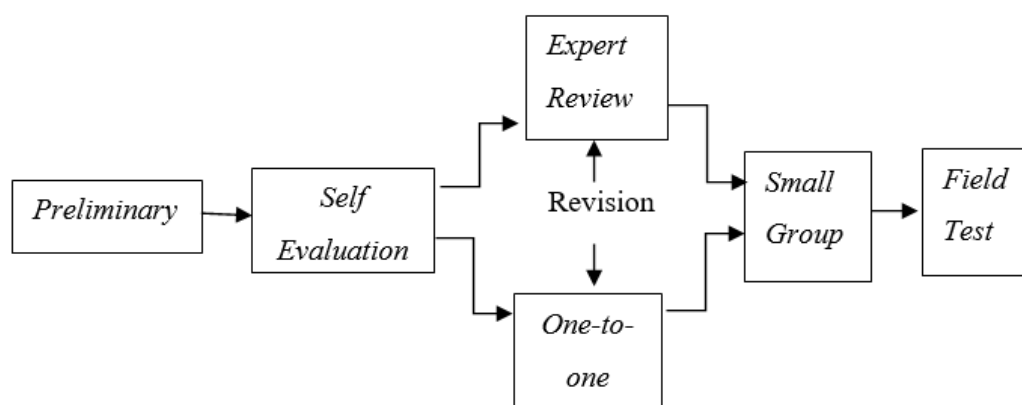 Preliminary
Self
Evaluation
Expert
Review
Revision
One-to-
one
Small
Group
Field
Test